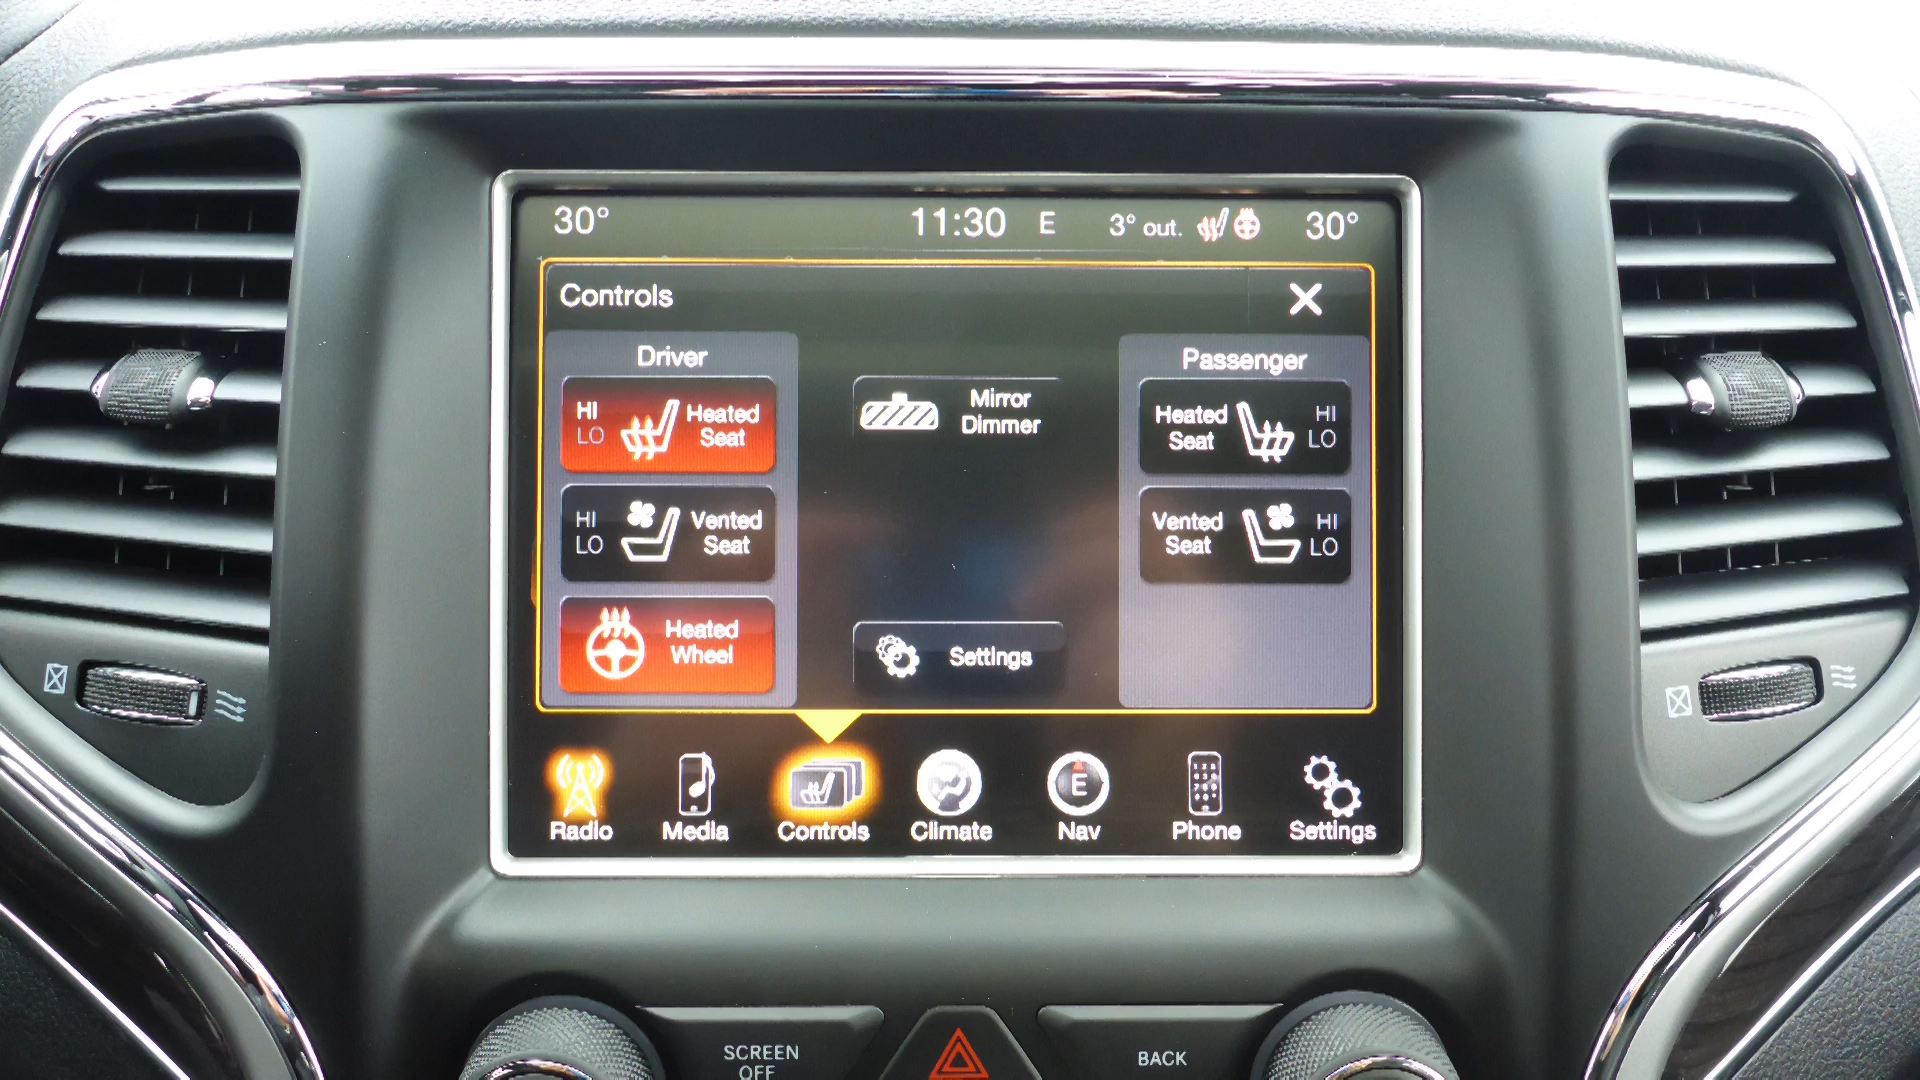 30° 11:30 E 3° out. 30°
Controls
Driver
HI
LO
Heated
Seat
HI
LO
Vented
Seat
Heated
Wheel
Mirror
Dimmer
Settings
Passenger
Heated
Seat
HI
LO
Vented
Seat
HI
LO
Radio Media Controls Climate E Nav Phone Settings
SCREEN
OFF
BACK